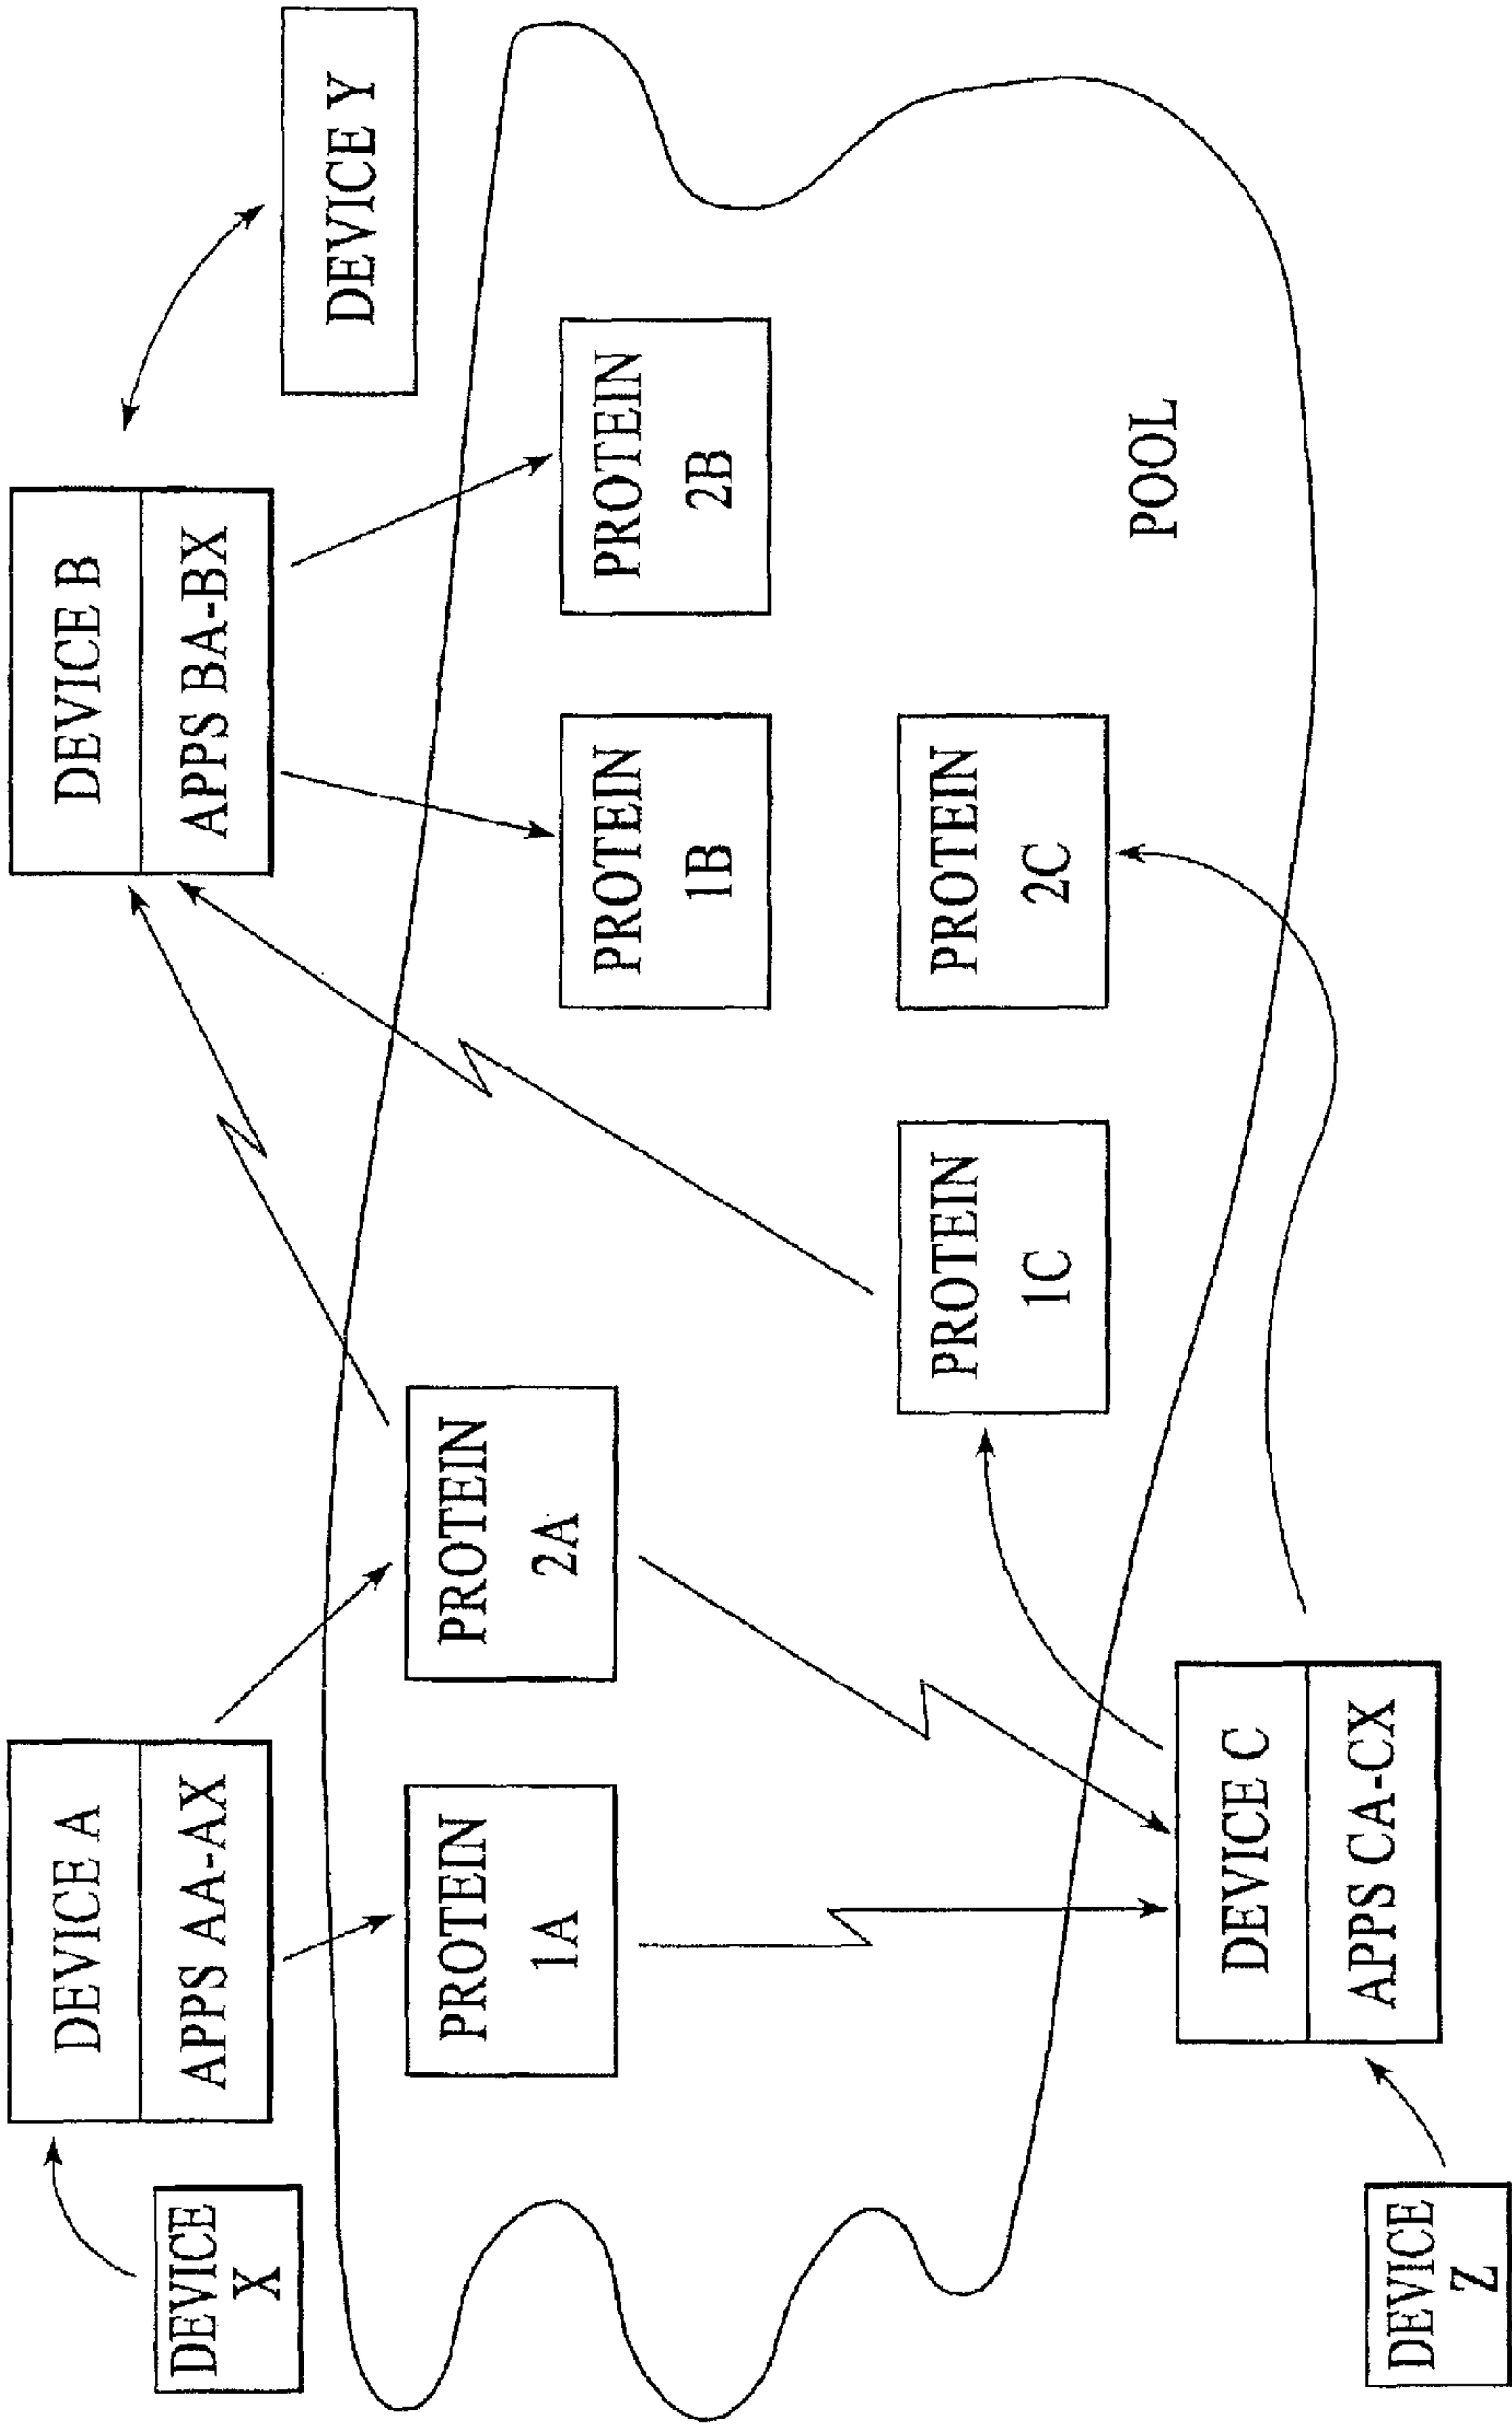 DEVICE A
APPS AA-AX
DEVICE B
APPS BA-BX
DEVICE
X
DEVICE Y
PROTEIN
1A
PROTEIN
2A
PROTEIN
1B
PROTEIN
2B
PROTEIN
1C
PROTEIN
2C
POOL
DEVICE C
APPS CA-CX
DEVICE
Z